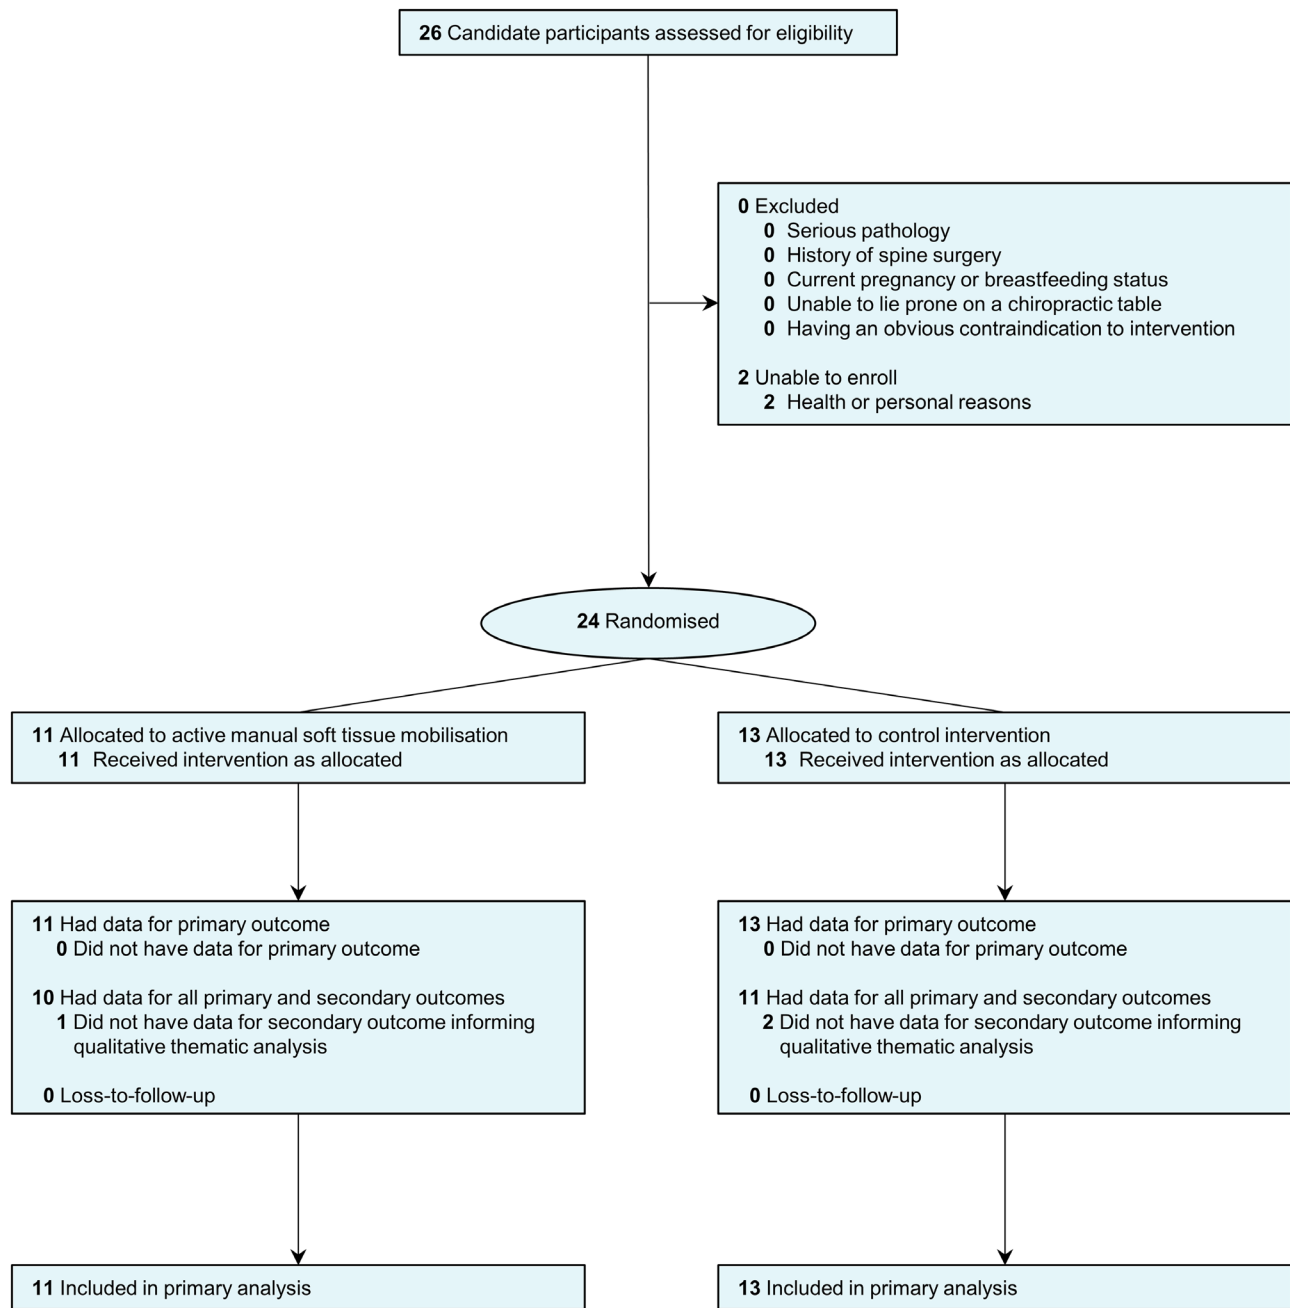 26 Candidate participants assessed for eligibility
0 Excluded
0 Serious pathology
0 History of spine surgery
0 Current pregnancy or breastfeeding status
0 Unable to lie prone on a chiropractic table
0 Having an obvious contraindication to intervention
2 Unable to enroll
2 Health or personal reasons
24 Randomised
11 Allocated to active manual soft tissue mobilisation
11 Received intervention as allocated
13 Allocated to control intervention
13 Received intervention as allocated
11 Had data for primary outcome
0 Did not have data for primary outcome
10 Had data for all primary and secondary outcomes
1 Did not have data for secondary outcome informing
qualitative thematic analysis
0 Loss-to-follow-up
13 Had data for primary outcome
0 Did not have data for primary outcome
11 Had data for all primary and secondary outcomes
2 Did not have data for secondary outcome informing
qualitative thematic analysis
0 Loss-to-follow-up
11 Included in primary analysis
13 Included in primary analysis